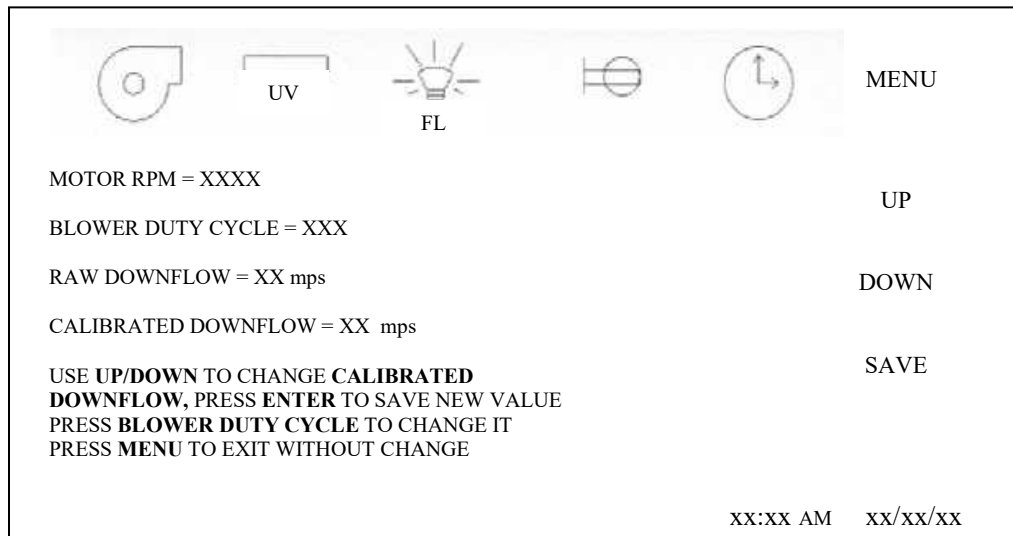 UV
FL
MENU
MOTOR RPM = XXXX
UP
BLOWER DUTY CYCLE = XXX
RAW DOWNFLOW = XX mps
DOWN
CALIBRATED DOWNFLOW = XX mps
SAVE
USE UP/DOWN TO CHANGE CALIBRATED
DOWNFLOW, PRESS ENTER TO SAVE NEW VALUE
PRESS BLOWER DUTY CYCLE TO CHANGE IT
PRESS MENU TO EXIT WITHOUT CHANGE
xx:xx AM xx/xx/xx